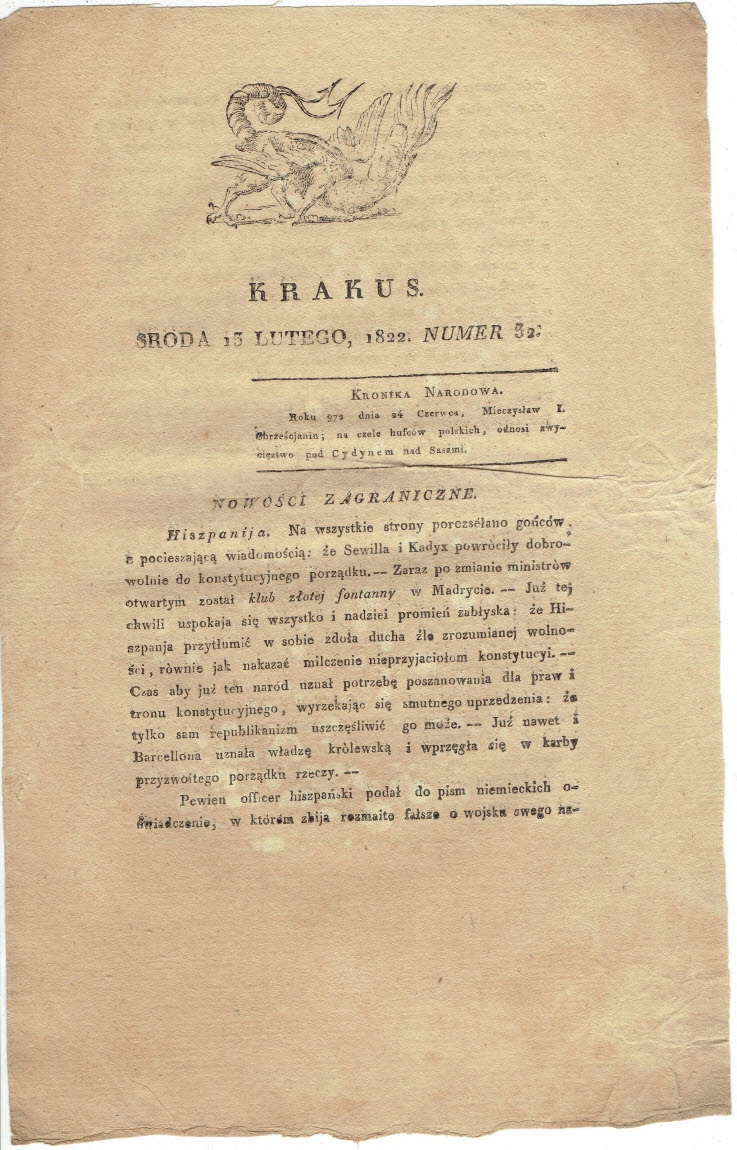 KRAKUS.
ŚRODA 13 LUTEGO, 1822. NUMER 32.
KRONIKA NARODOWA.
Roku 972 dnia 24 Czerwca, Mieczysław I.
Chrześcjanin; na czele hufców polskich, odnosi zwy-
cięztwo pod Cydynem nad Sasami.
NOWOŚCI ZAGRANICZNE.
Hiszpanija. Na wszystkie strony porozsełano gońców,
z pocieszającą wiadomością: że Sewilla i Kadyx powróciły dobro-
wolnie do konstytucyjnego porządku.— Zaraz po zmianie ministrów
otwartym został klub złotej fontanny w Madrycie. — Już tej
chwili uspokaja się wszystko i nadziei promień zabłyska: że Hi-
szpanja przytłumić w sobie zdoła ducha źle zrozumianej wolno-
ści, równie jak nakazać milczenie nieprzyjaciołom konstytucyi. —
Czas aby już ten naród uznał potrzebę poszanowania dla praw i
tronu konstytucyjnego, wyrzekając się smutnego uprzedzenia: że
tylko sam republikanizm uszczęśliwić go może. — Już nawet i
Barcellona uznała władzę królewską i wprzęgła się w karby
przyzwoitego porządku rzeczy. —
Pewien officer hiszpański podał do pism niemieckich o-
świadczenie, w którém zbija rozmaite fałsze o wojsku swego na-